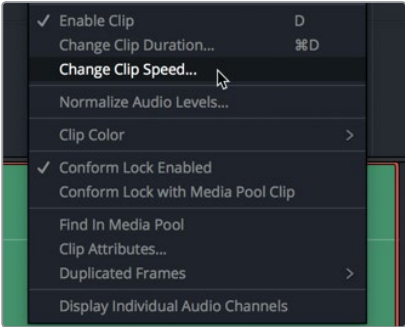 ✓ Enable Clip D
Change Clip Duration... ⌘D
Change Clip Speed...
Normalize Audio Levels...
Clip Color >
✓ Conform Lock Enabled
Conform Lock with Media Pool Clip
Find In Media Pool
Clip Attributes...
Duplicated Frames >
Display Individual Audio Channels